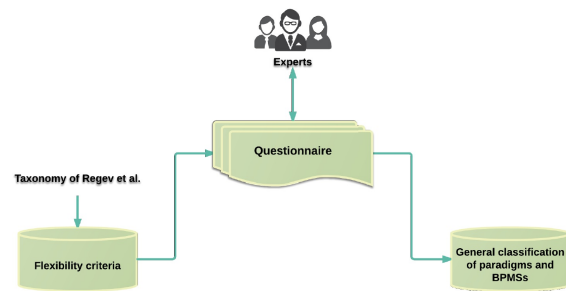 Experts
Questionnaire
Taxonomy of Regev et al.
Flexibility criteria
General classification
of paradigms and
BPMSs